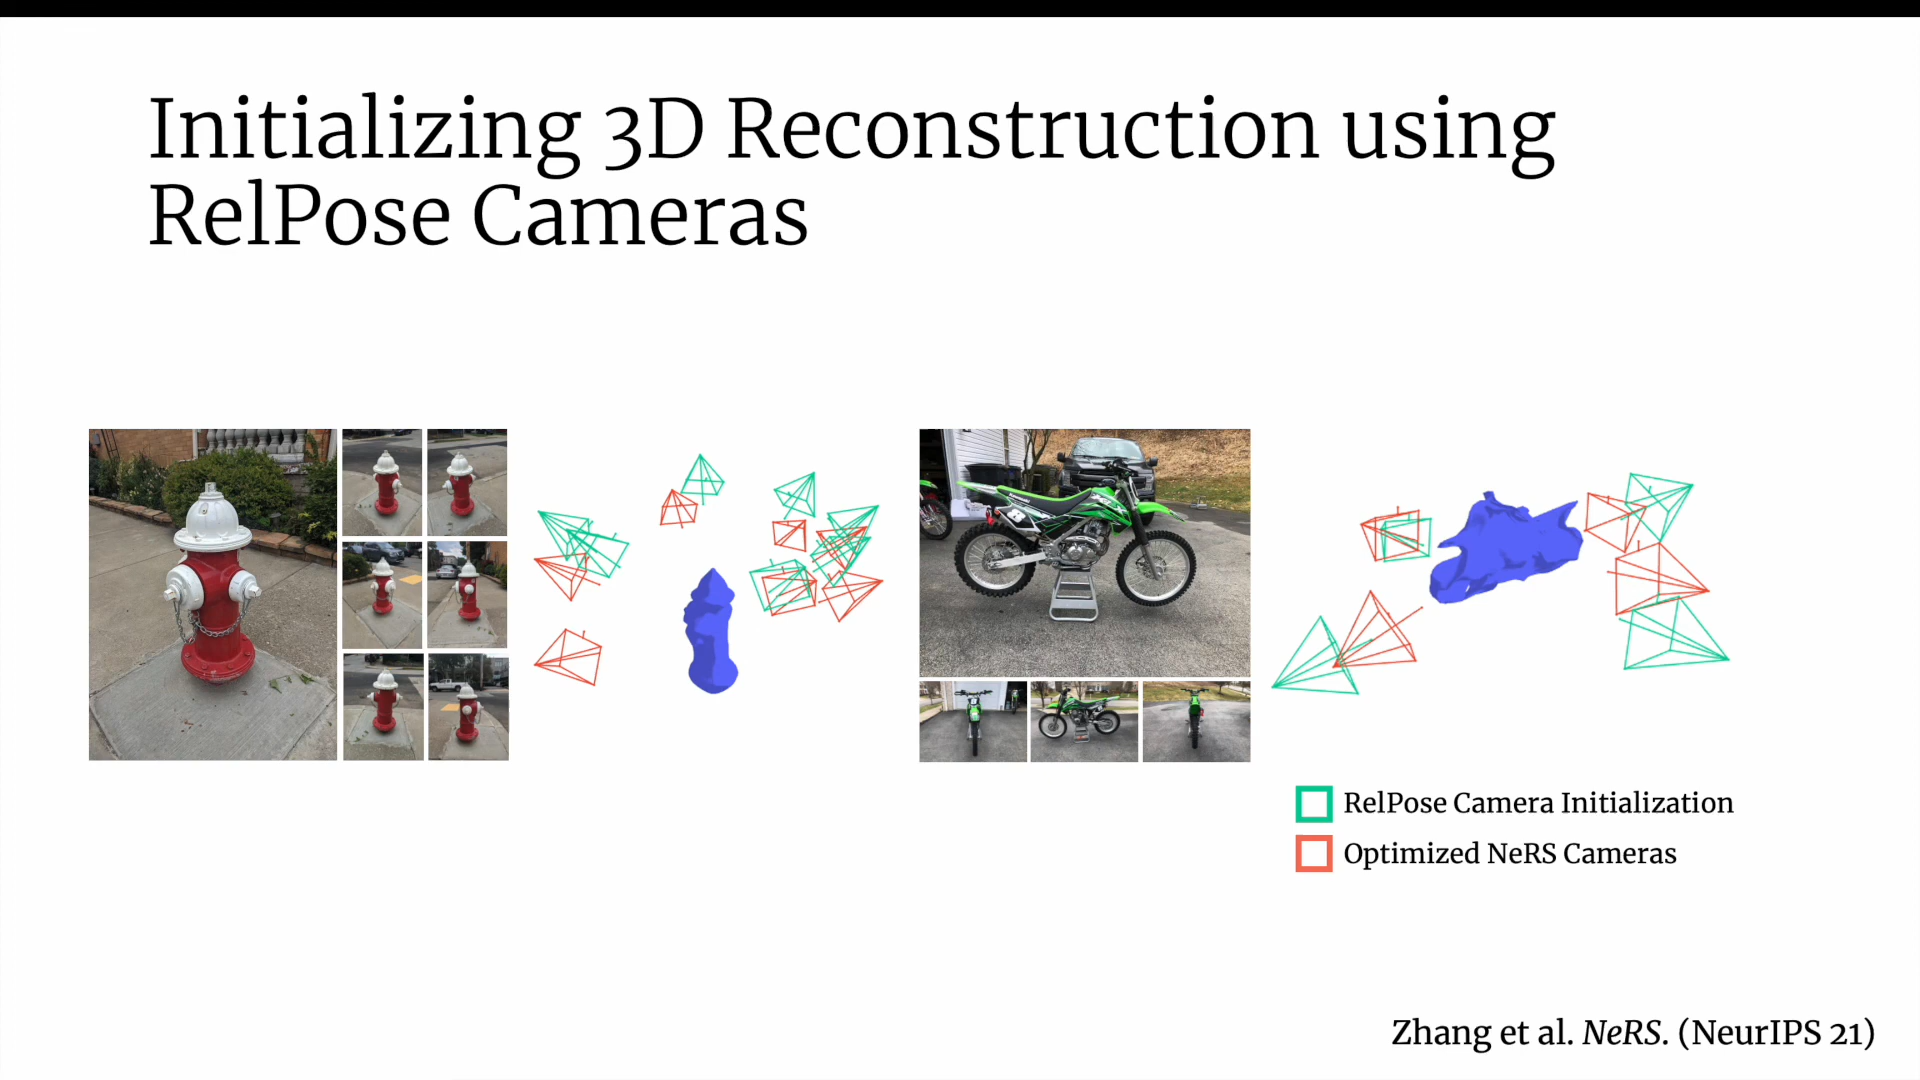 Initializing 3D Reconstruction using
RelPose Cameras
RelPose Camera Initialization
Optimized NeRS Cameras
Zhang et al. NeRS. (NeurIPS 21)